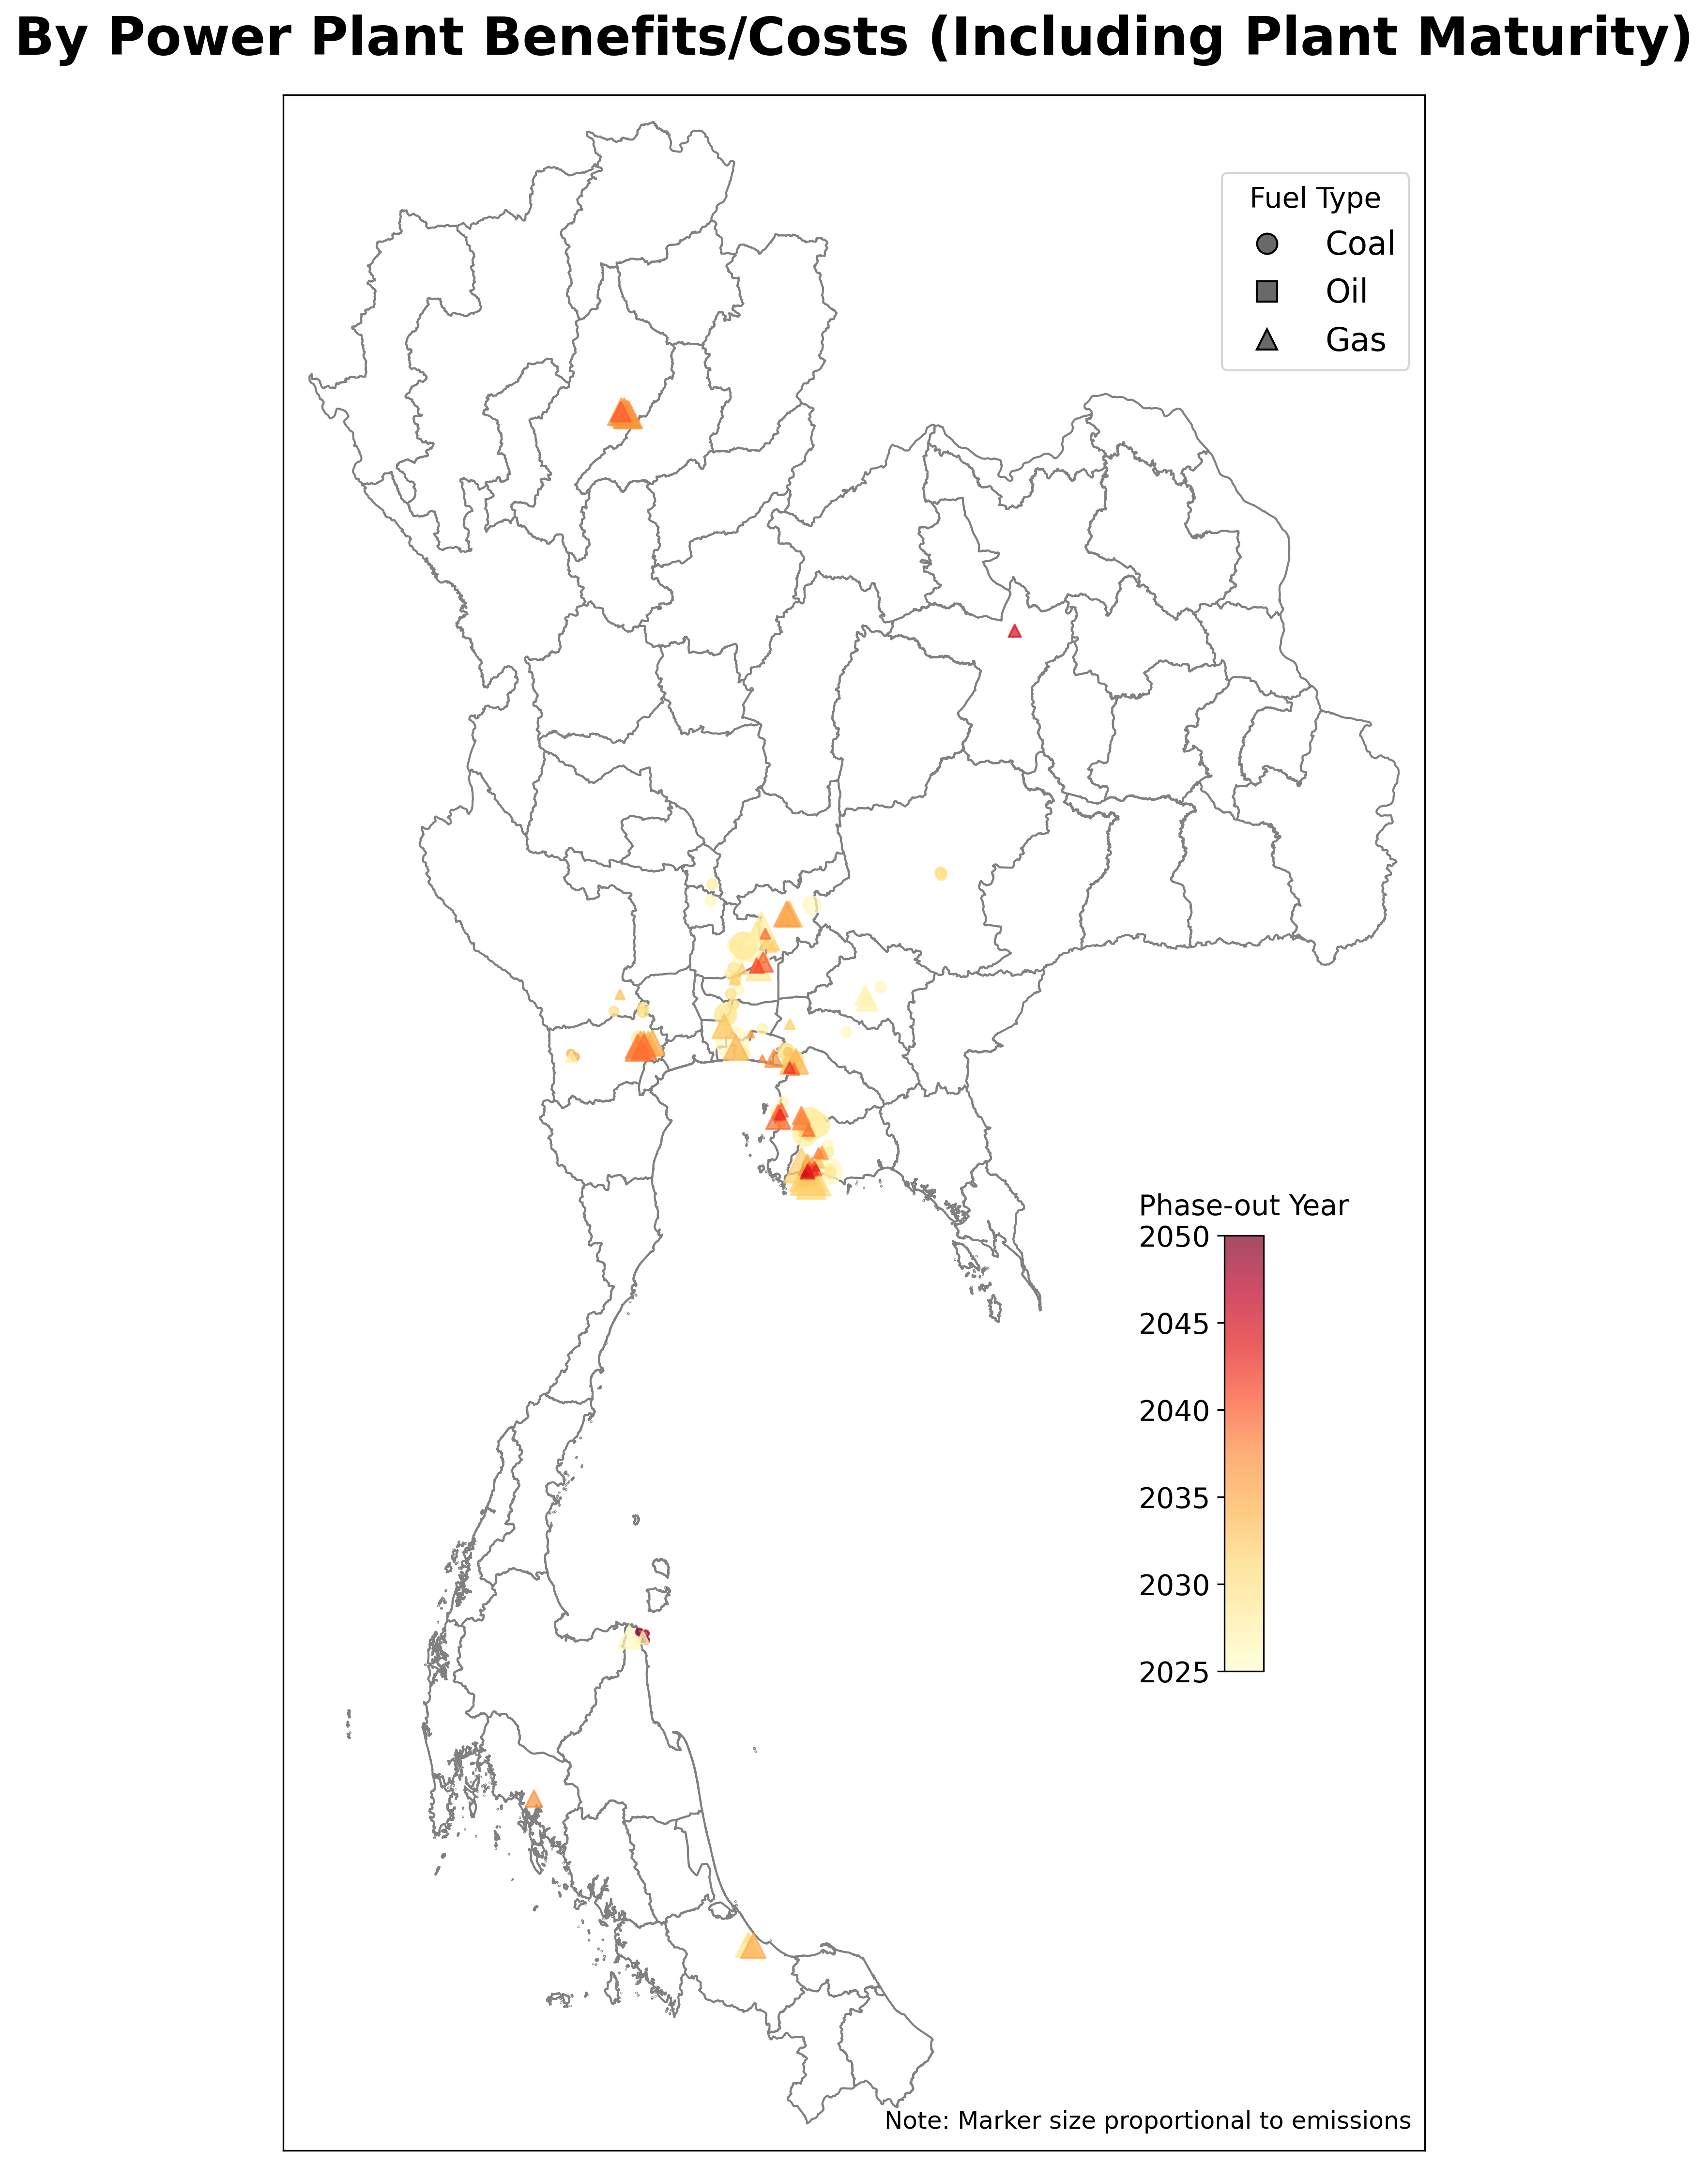 By Power Plant Benefits/Costs (Including Plant Maturity)
Fuel Type
Coal
Oil
Gas
Phase-out Year
2050
2045
2040
2035
2030
2025
Note: Marker size proportional to emissions